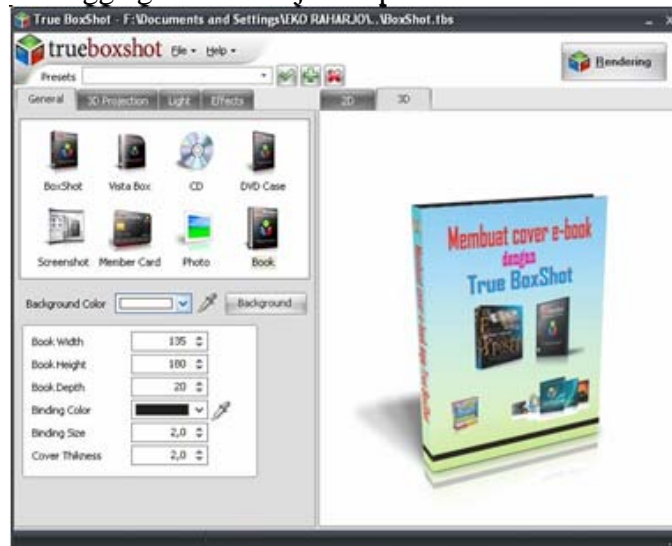 True BoxShot - F:\Documents and Settings\EKO RAHARJO\..\BoxShot.tbs
trueboxshot File Help
Presets
Rendering
General 3D Projection Light Effects 2D 3D
BoxShot Vista Box CD DVD Case
Screenshot Member Card Photo Book
Background Color Background
Book Width 135
Book Height 180
Book Depth 20
Binding Color
Binding Size 2,0
Cover Thikness 2,0
Membuat cover e-book
dengan
True BoxShot